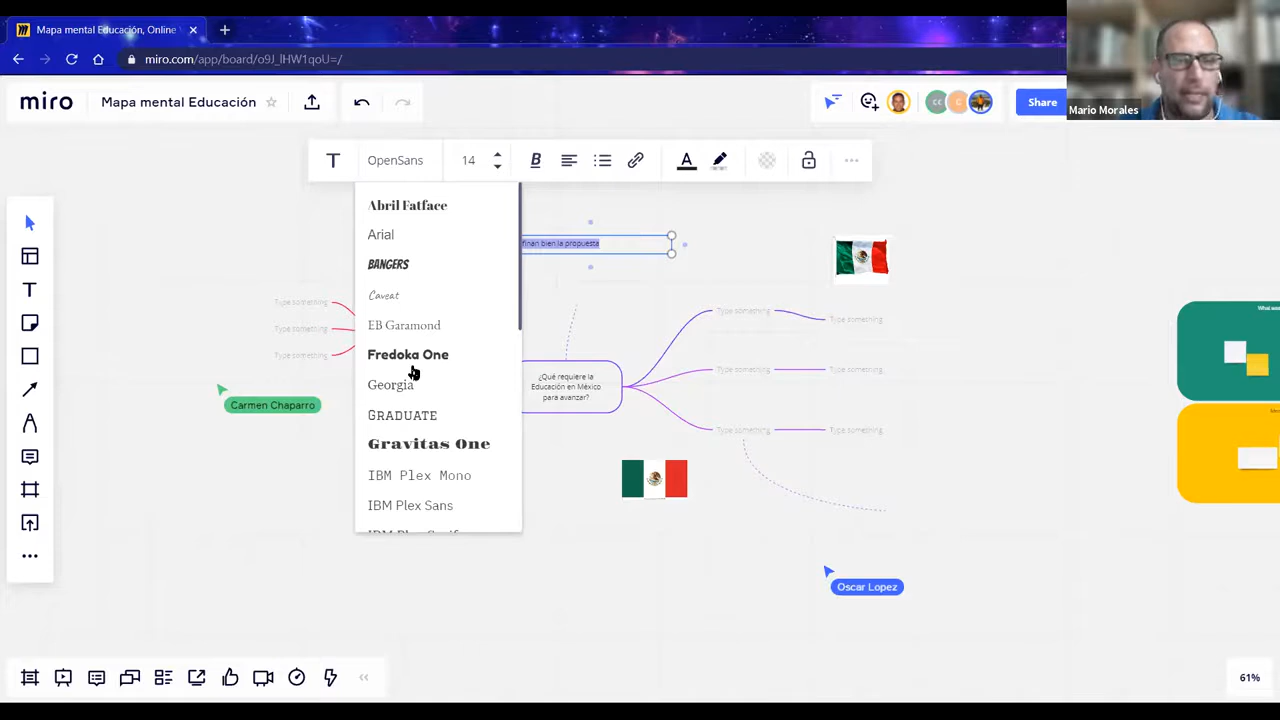 Mapa mental Educación, Online
miro.com/app/board/o9J_lHW1qoU=/
miro
Mapa mental Educación
CC
C
Share
Mario Morales
T
OpenSans
14
B
A
Abril Fatface
Arial
BANGERS
Caveat
EB Garamond
Fredoka One
Georgia
GRADUATE
Gravitas One
IBM Plex Mono
IBM Plex Sans
finan bien la propuesta
Type something
Type something
Type something
Type something
Type something
Type something
Type something
Type something
Type something
¿Qué requiere la
Educación en México
para avanzar?
Carmen Chaparro
Oscar Lopez
61%